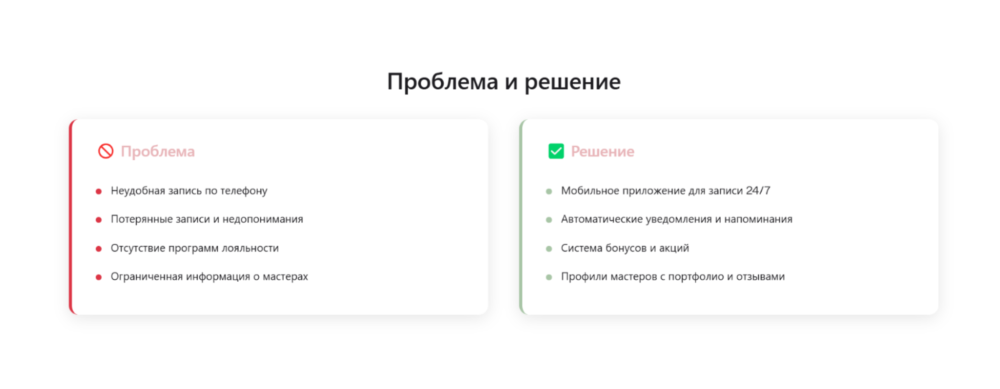 Проблема и решение
Проблема
Неудобная запись по телефону
Потерянные записи и недопонимания
Отсутствие программ лояльности
Ограниченная информация о мастерах
Решение
Мобильное приложение для записи 24/7
Автоматические уведомления и напоминания
Система бонусов и акций
Профили мастеров с портфолио и отзывами